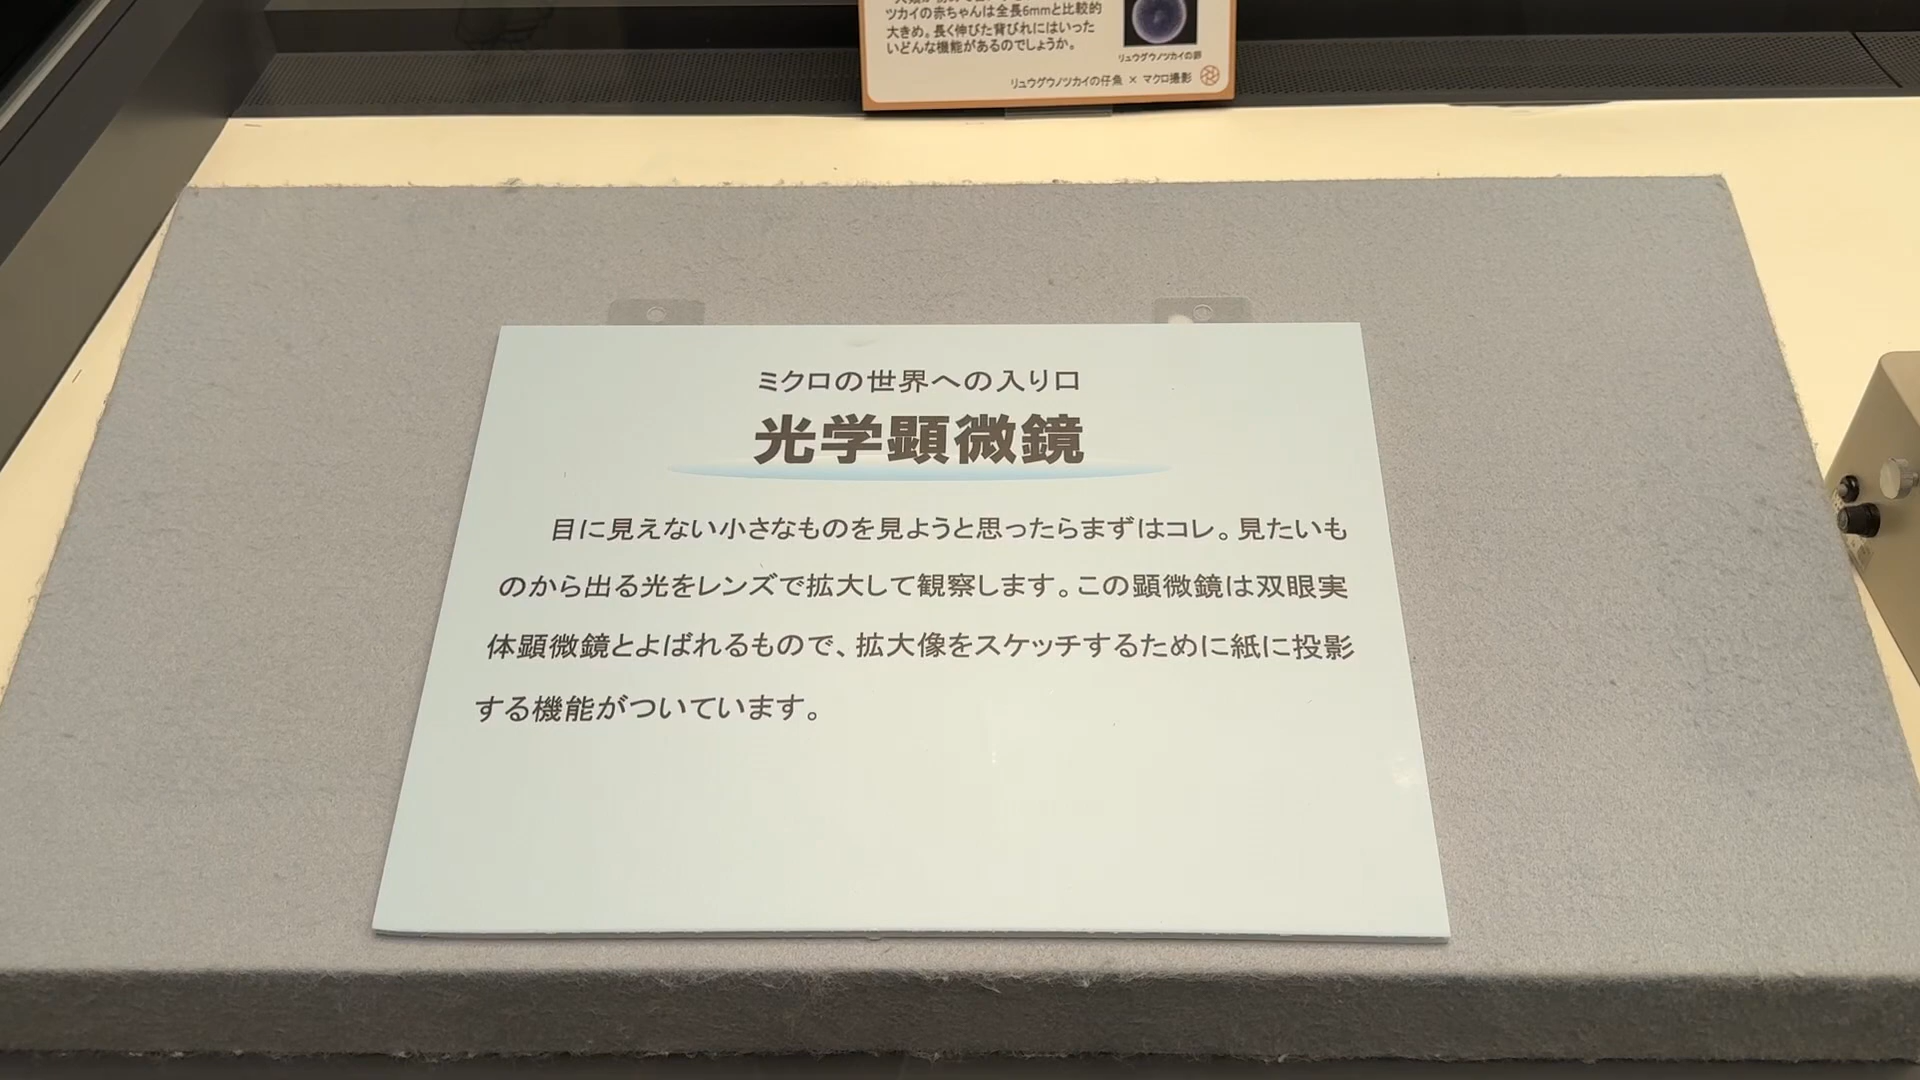 ツカイの赤ちゃんは全長6mmと比較的
大きめ。長く伸びた背びれにはいった
いどんな機能があるのでしょうか。
リュウグウノツカイの卵
リュウグウノツカイの仔魚 × マクロ撮影
ミクロの世界への入り口
光学顕微鏡
目に見えない小さなものを見ようと思ったらまずはコレ。見たいも
のから出る光をレンズで拡大して観察します。この顕微鏡は双眼実
体顕微鏡とよばれるもので、拡大像をスケッチするために紙に投影
する機能がついています。